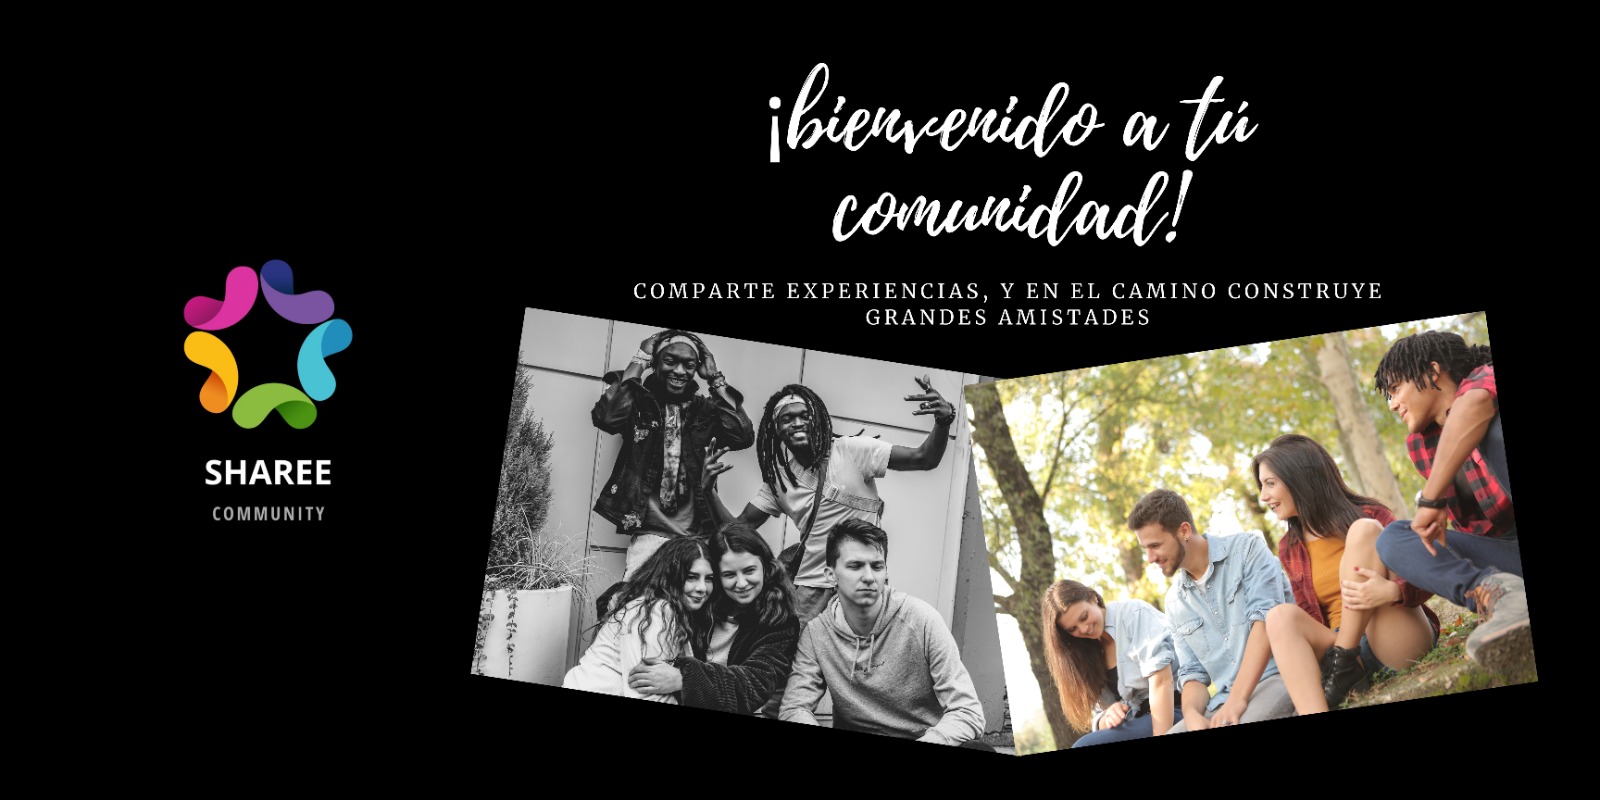 ¡bienvenido a tú
comunidad!
COMPARTE EXPERIENCIAS, Y EN EL CAMINO CONSTRUYE
GRANDES AMISTADES
SHAREE
COMMUNITY